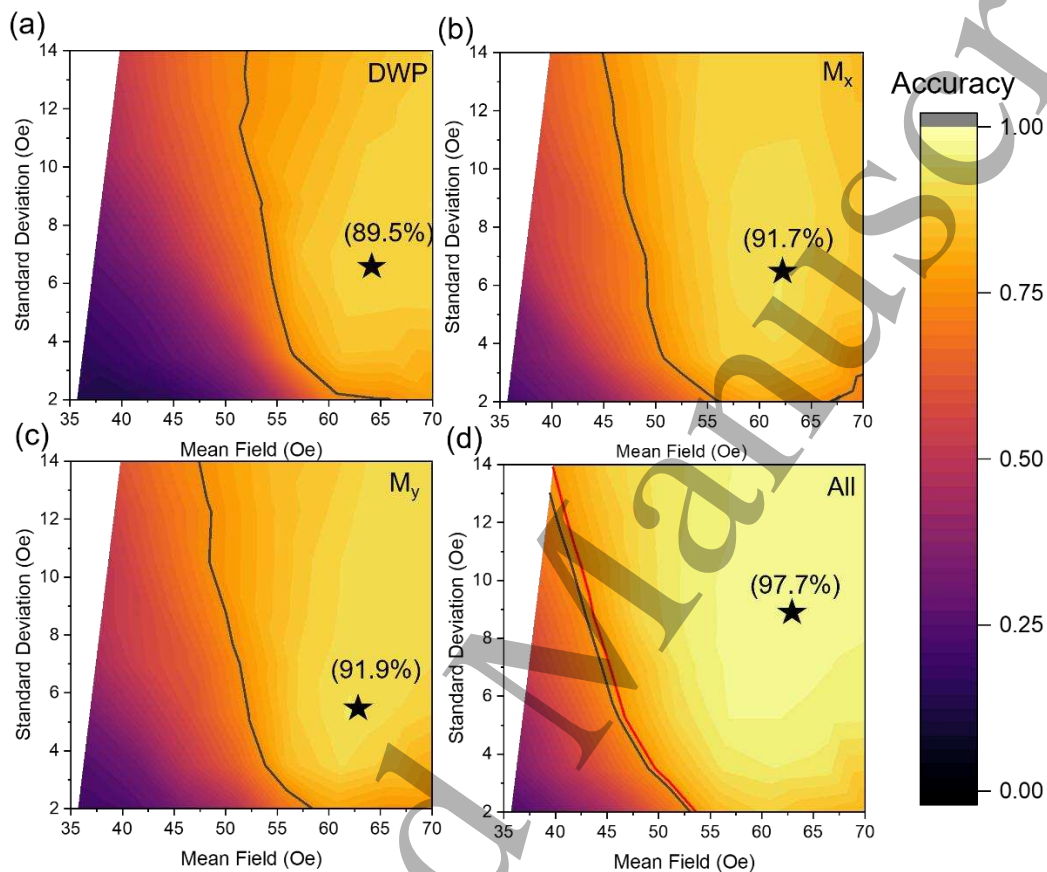 (a)
DWP
(89.5%)
14
12
10
8
6
4
2
35 40 45 50 55 60 65 70
Standard Deviation (Oe)
Mean Field (Oe)
(b)
Mx
(91.7%)
14
12
10
8
6
4
2
35 40 45 50 55 60 65 70
Standard Deviation (Oe)
Mean Field (Oe)
Accuracy
1.00
0.75
0.50
0.25
0.00
(c)
My
(91.9%)
14
12
10
8
6
4
2
35 40 45 50 55 60 65 70
Standard Deviation (Oe)
Mean Field (Oe)
(d)
All
(97.7%)
14
12
10
8
6
4
2
35 40 45 50 55 60 65 70
Standard Deviation (Oe)
Mean Field (Oe)
d Manuscr